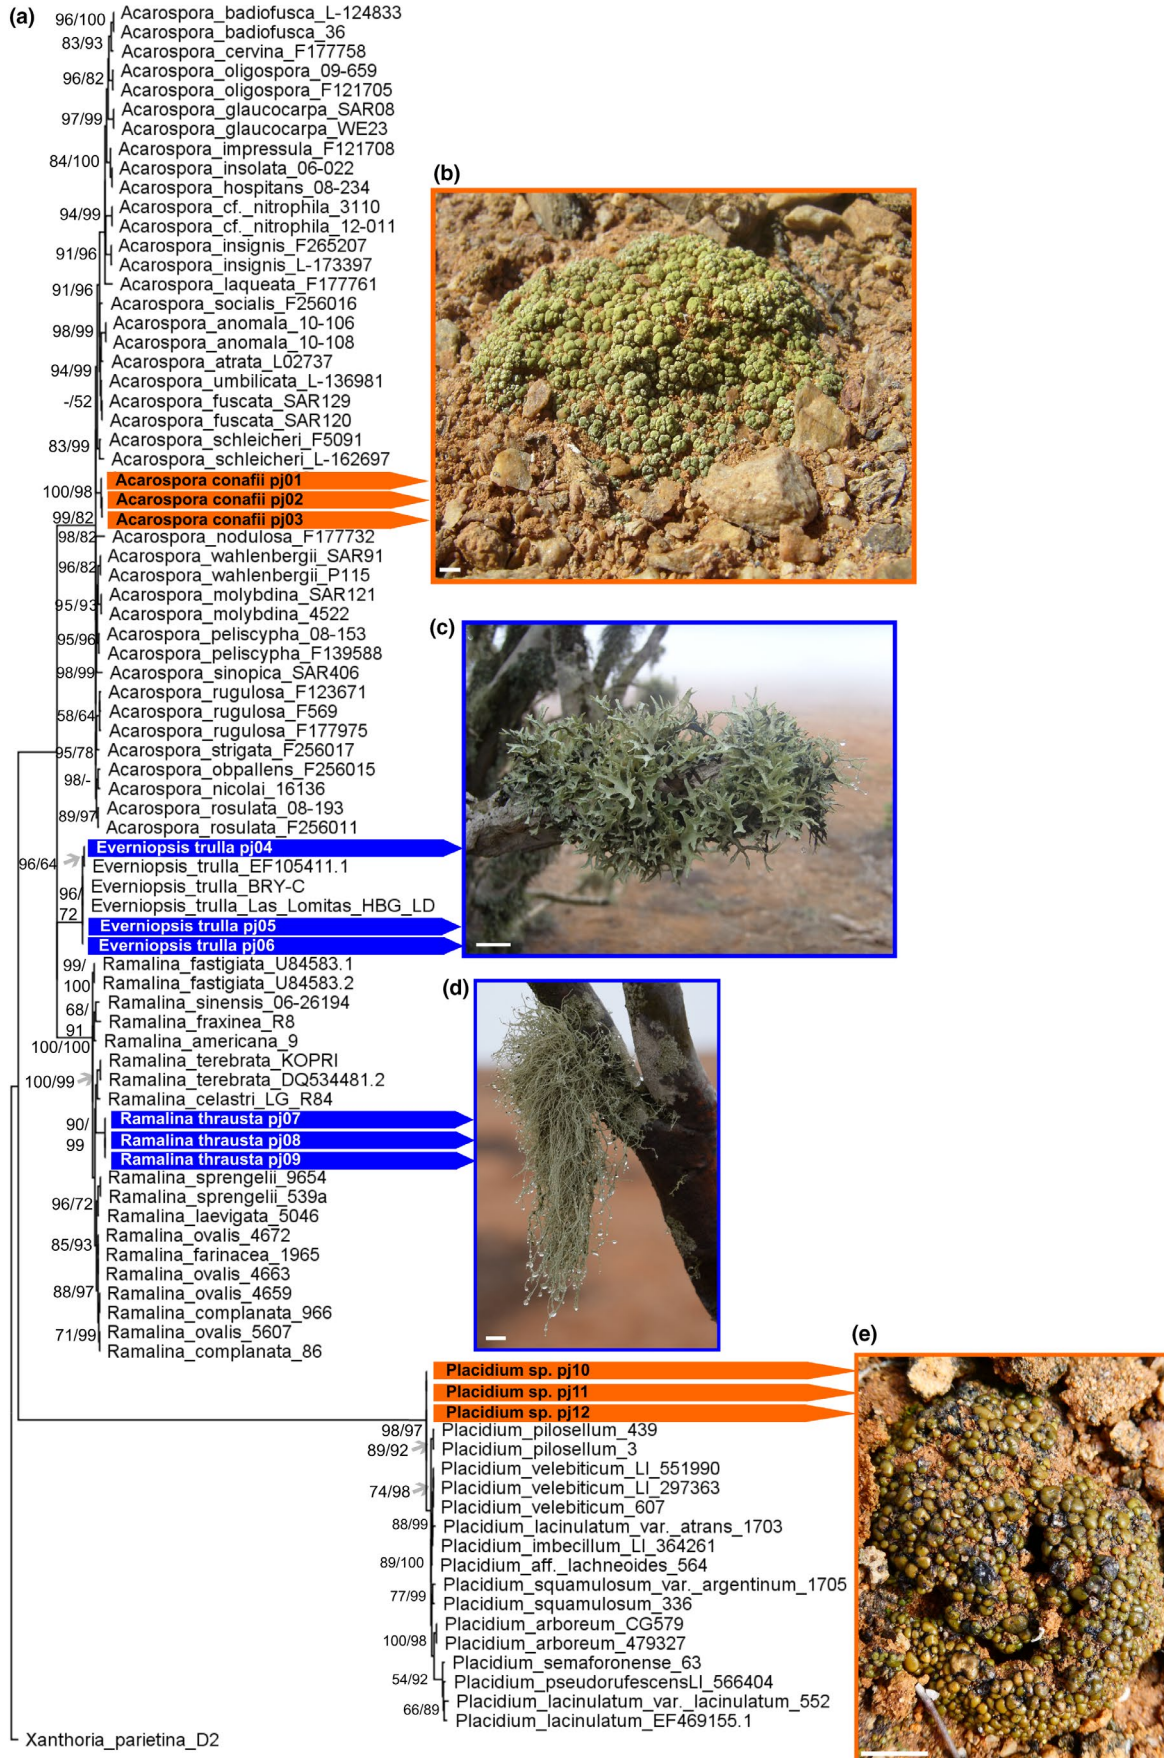 (a)
96/100
Acarospora_badiofusca_L-124833
Acarospora_badiofusca_36
83/93
Acarospora_cervina_F177758
Acarospora_oligospora_09-659
96/82
Acarospora_oligospora_F121705
Acarospora_glaucocarpa_SAR08
97/99
Acarospora_glaucocarpa_WE23
Acarospora_impressula_F121708
84/100
Acarospora_insolata_06-022
Acarospora_hospitans_08-234
Acarospora_cf._nitrophila_3110
94/99
Acarospora_cf._nitrophila_12-011
Acarospora_insignis_F265207
91/96
Acarospora_insignis_L-173397
Acarospora_laqueata_F177761
91/96
Acarospora_socialis_F256016
Acarospora_anomala_10-106
98/99
Acarospora_anomala_10-108
Acarospora_atrata_L02737
94/99
Acarospora_umbilicata_L-136981
-/52
Acarospora_fuscata_SAR129
Acarospora_fuscata_SAR120
Acarospora_schleicheri_F5091
83/99
Acarospora_schleicheri_L-162697
Acarospora conafii pj01
100/98
Acarospora conafii pj02
99/82
Acarospora conafii pj03
98/82
Acarospora_nodulosa_F177732
Acarospora_wahlenbergii_SAR91
96/82
Acarospora_wahlenbergii_P115
Acarospora_molybdina_SAR121
95/93
Acarospora_molybdina_4522
Acarospora_peliscypha_08-153
95/96
Acarospora_peliscypha_F139588
98/99
Acarospora_sinopica_SAR406
Acarospora_rugulosa_F123671
58/64
Acarospora_rugulosa_F569
Acarospora_rugulosa_F177975
95/78
Acarospora_strigata_F256017
Acarospora_obpallens_F256015
98/-
Acarospora_nicolai_16136
Acarospora_rosulata_08-193
89/97
Acarospora_rosulata_F256011
Everniopsis trulla pj04
96/64
Everniopsis_trulla_EF105411.1
Everniopsis_trulla_BRY-C
96/
72
Everniopsis_trulla_Las_Lomitas_HBG_LD
Everniopsis trulla pj05
Everniopsis trulla pj06
99/
100
Ramalina_fastigiata_U84583.1
Ramalina_fastigiata_U84583.2
Ramalina_sinensis_06-26194
68/
91
Ramalina_fraxinea_R8
Ramalina_americana_9
100/100
Ramalina_terebrata_KOPRI
100/99
Ramalina_terebrata_DQ534481.2
Ramalina_celastri_LG_R84
Ramalina thrausta pj07
90/
99
Ramalina thrausta pj08
Ramalina thrausta pj09
Ramalina_sprengelii_9654
96/72
Ramalina_sprengelii_539a
Ramalina_laevigata_5046
Ramalina_ovalis_4672
85/93
Ramalina_farinacea_1965
Ramalina_ovalis_4663
88/97
Ramalina_ovalis_4659
Ramalina_complanata_966
71/99
Ramalina_ovalis_5607
Ramalina_complanata_86
Placidium sp. pj10
Placidium sp. pj11
Placidium sp. pj12
98/97
Placidium_pilosellum_439
89/92
Placidium_pilosellum_3
Placidium_velebiticum_LI_551990
74/98
Placidium_velebiticum_LI_297363
Placidium_velebiticum_607
88/99
Placidium_lacinulatum_var._atrans_1703
Placidium_imbecillum_LI_364261
89/100
Placidium_aff._lachneoides_564
Placidium_squamulosum_var._argentinum_1705
77/99
Placidium_squamulosum_336
Placidium_arboreum_CG579
100/98
Placidium_arboreum_479327
Placidium_semaforonense_63
54/92
Placidium_pseudorufescensLI_566404
Placidium_lacinulatum_var._lacinulatum_552
66/89
Placidium_lacinulatum_EF469155.1
Xanthoria_parietina_D2
(b)
(c)
(d)
(e)